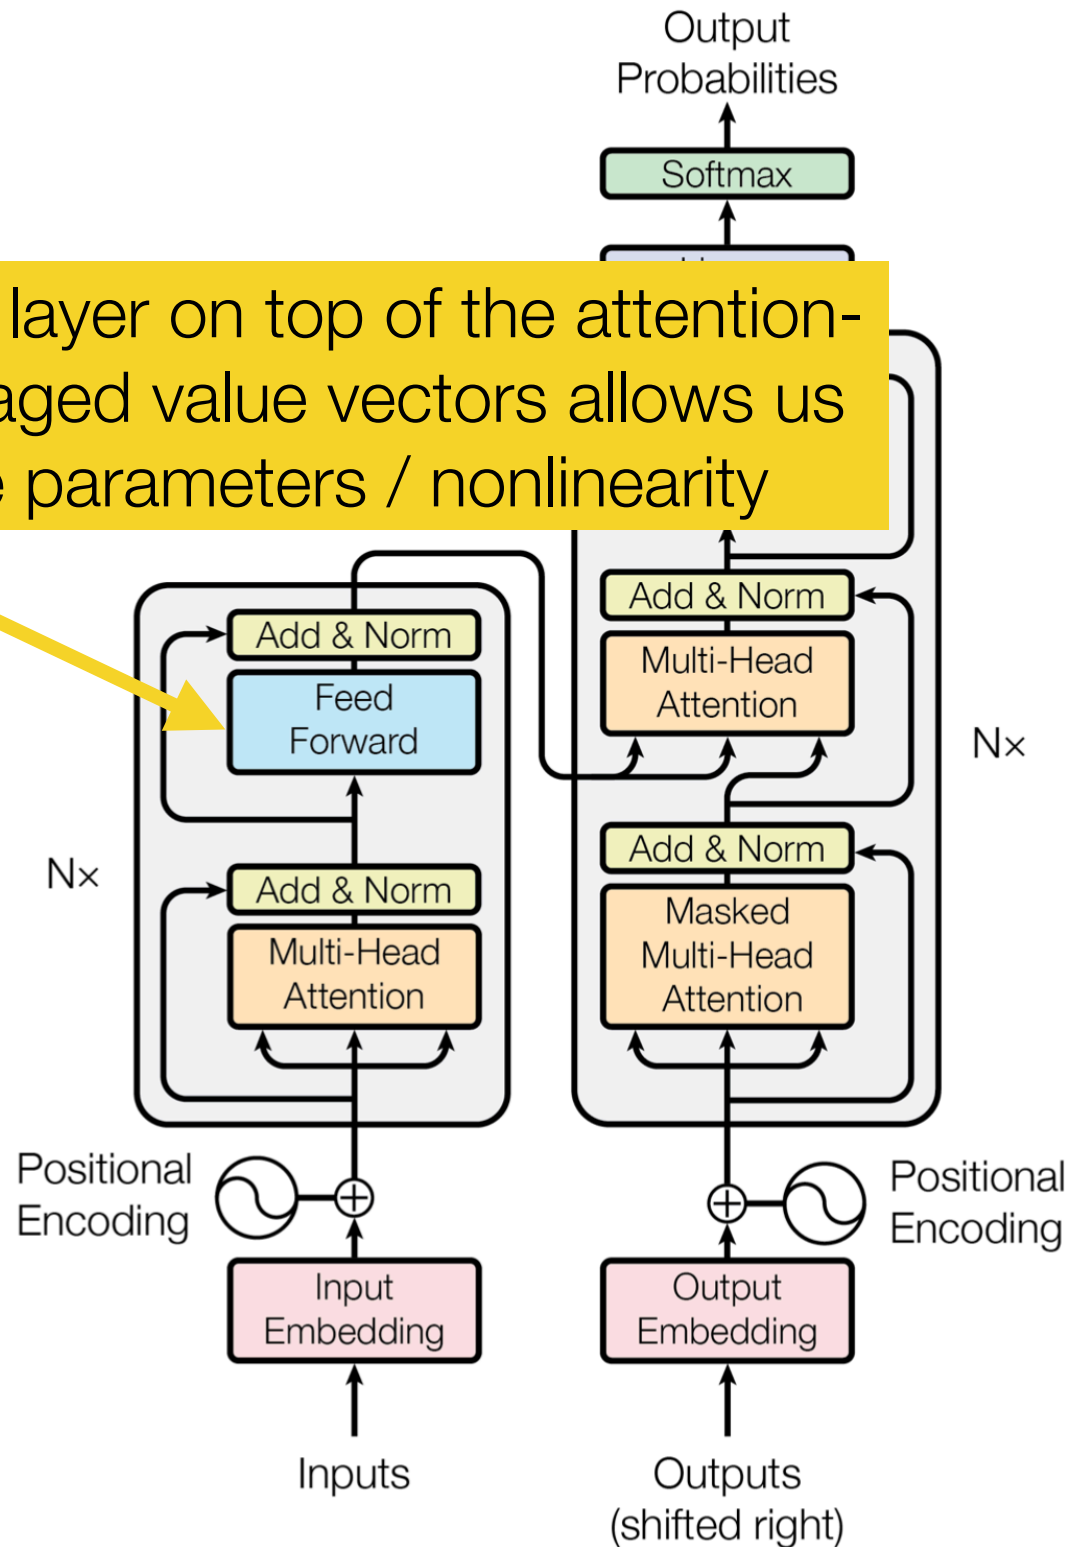 Output
Probabilities
Softmax
layer on top of the attention-
value vectors allows us
parameters / nonlinearity
Add & Norm
Feed
Forward
Add & Norm
Multi-Head
Attention
Nx
Add & Norm
Multi-Head
Attention
Nx
Add & Norm
Masked
Multi-Head
Attention
Positional
Encoding
Positional
Encoding
Input
Embedding
Output
Embedding
Inputs
Outputs
(shifted right)